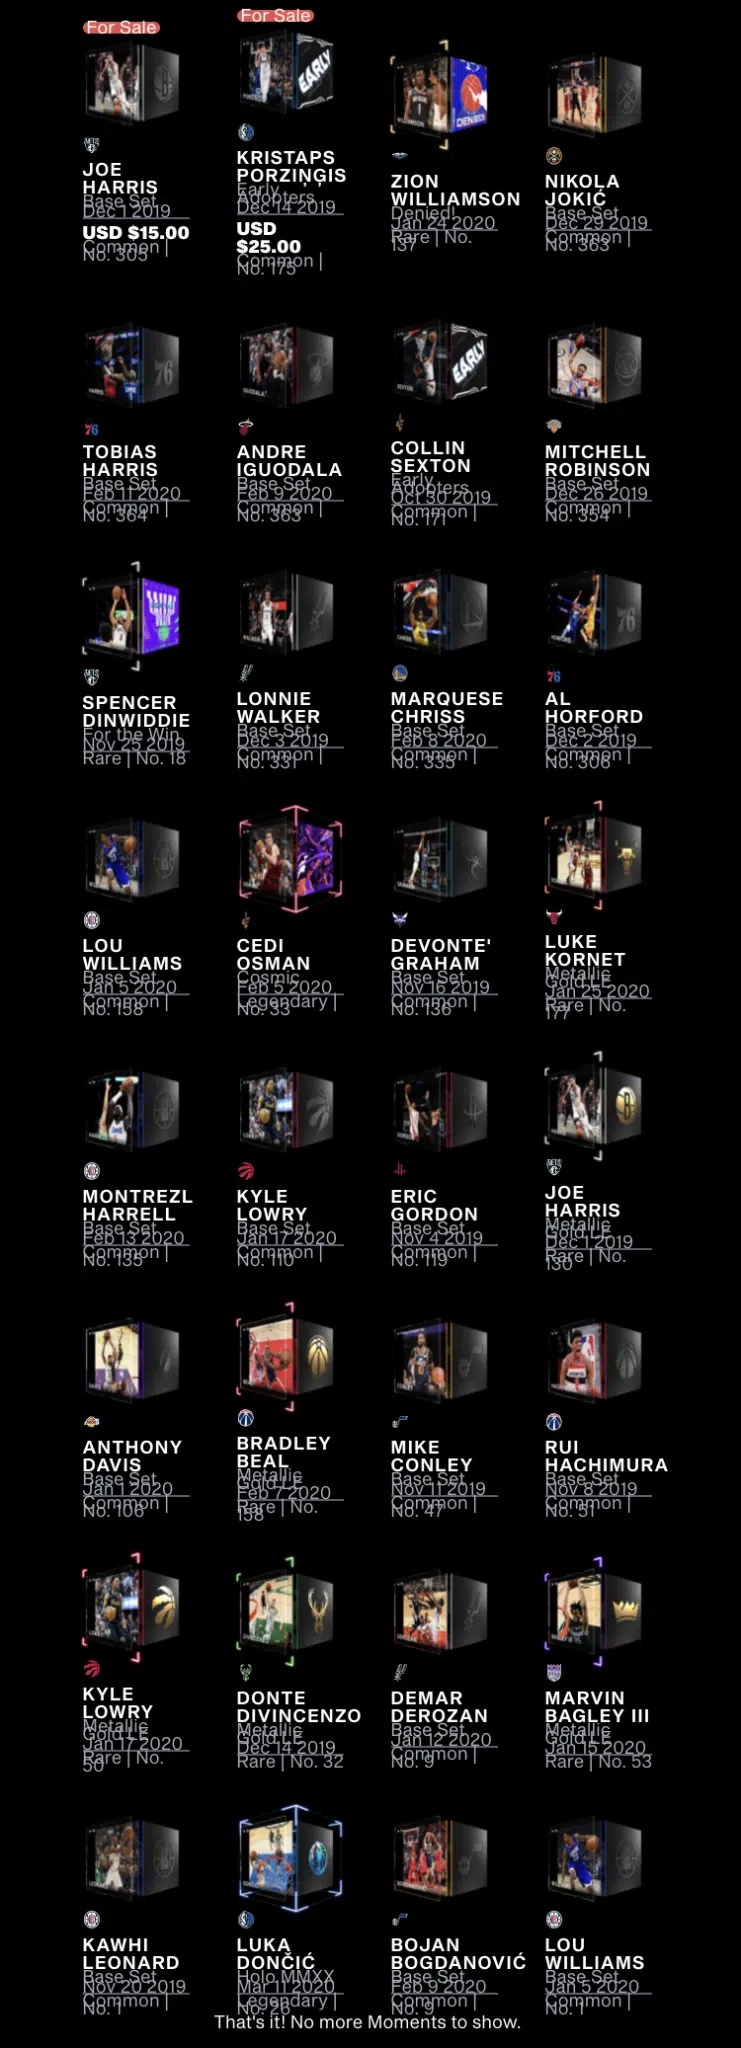 For Sale
JOE
HARRIS
Base Set
Dec 1 2019
USD $15.00
Common |
No. 305
For Sale
EARLY
KRISTAPS
PORZIŅĢIS
Early
Adopters
Dec 14 2019
USD
$25.00
Common |
No. 175
DENIED!
ZION
WILLIAMSON
Denied!
Jan 24 2020
Rare | No.
137
NIKOLA
JOKIĆ
Base Set
Dec 29 2019
Common |
No. 363
76
TOBIAS
HARRIS
Base Set
Feb 11 2020
Common |
No. 364
ANDRE
IGUODALA
Base Set
Feb 9 2020
Common |
No. 363
EARLY
COLLIN
SEXTON
Early
Adopters
Oct 30 2019
Common |
No. 171
MITCHELL
ROBINSON
Base Set
Dec 26 2019
Common |
No. 354
SPENCER
DINWIDDIE
For the Win
Nov 25 2019
Rare | No. 18
LONNIE
WALKER
Base Set
Dec 3 2019
Common |
No. 331
MARQUESE
CHRISS
Base Set
Feb 8 2020
Common |
No. 335
76
AL
HORFORD
Base Set
Dec 2 2019
Common |
No. 306
LOU
WILLIAMS
Base Set
Jan 5 2020
Common |
No. 158
CEDI
OSMAN
Cosmic
Feb 5 2020
Legendary |
No. 33
DEVONTE'
GRAHAM
Base Set
Nov 16 2019
Common |
No. 136
LUKE
KORNET
Metallic
Gold LE
Jan 25 2020
Rare | No.
177
MONTREZL
HARRELL
Base Set
Feb 13 2020
Common |
No. 135
KYLE
LOWRY
Base Set
Jan 17 2020
Common |
No. 110
ERIC
GORDON
Base Set
Nov 4 2019
Common |
No. 119
JOE
HARRIS
Metallic
Gold LE
Dec 1 2019
Rare | No.
130
ANTHONY
DAVIS
Base Set
Jan 1 2020
Common |
No. 106
BRADLEY
BEAL
Metallic
Gold LE
Feb 7 2020
Rare | No.
158
MIKE
CONLEY
Base Set
Nov 11 2019
Common |
No. 47
RUI
HACHIMURA
Base Set
Nov 8 2019
Common |
No. 51
KYLE
LOWRY
Metallic
Gold LE
Jan 17 2020
Rare | No.
50
DONTE
DIVINCENZO
Metallic
Gold LE
Dec 14 2019
Rare | No. 32
DEMAR
DEROZAN
Base Set
Jan 12 2020
Common |
No. 9
MARVIN
BAGLEY III
Metallic
Gold LE
Jan 15 2020
Rare | No. 53
KAWHI
LEONARD
Base Set
Nov 20 2019
Common |
No. 1
LUKA
DONČIĆ
Holo MMXX
Mar 11 2020
Legendary |
No. 26
BOJAN
BOGDANOVIĆ
Base Set
Feb 9 2020
Common |
No. 9
LOU
WILLIAMS
Base Set
Jan 5 2020
Common |
No. 1
That's it! No more Moments to show.